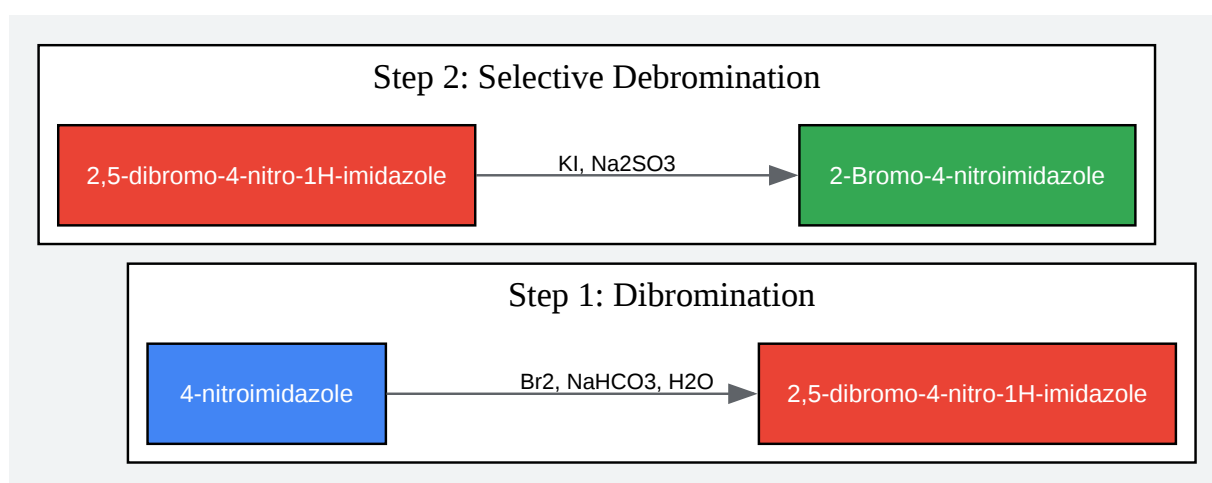 Step 2: Selective Debromination
2,5-dibromo-4-nitro-1H-imidazole
KI, Na2SO3
2-Bromo-4-nitroimidazole
Step 1: Dibromination
4-nitroimidazole
Br2, NaHCO3, H2O
2,5-dibromo-4-nitro-1H-imidazole